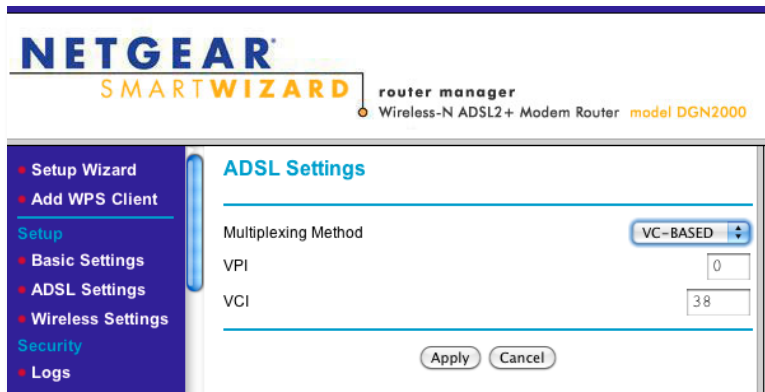 NETGEAR
SMARTWIZARD
router manager
Wireless-N ADSL2+ Modem Router model DGN2000
Setup Wizard
Add WPS Client
Setup
Basic Settings
ADSL Settings
Wireless Settings
Security
Logs
ADSL Settings
Multiplexing Method VC-BASED
VPI 0
VCI 38
Apply Cancel